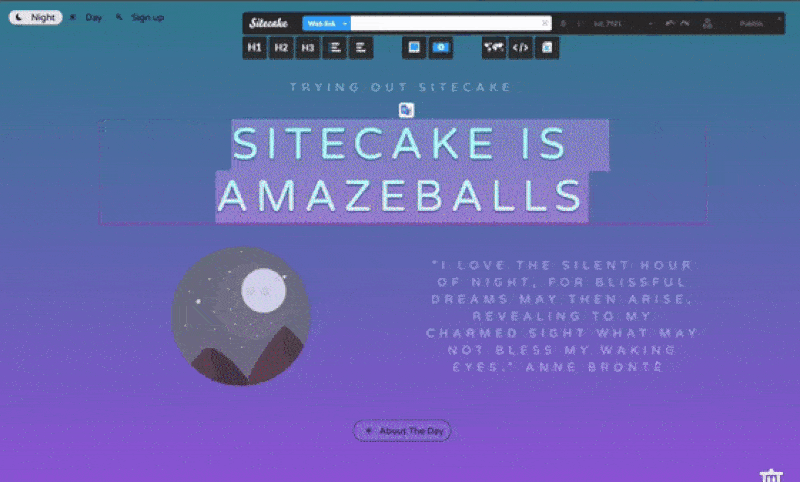 Night Day Sign up
Sitecake Web link Publish
H1 H2 H3 </>
TRYING OUT SITECAKE
SITECAKE IS
AMAZEBALLS
"I LOVE THE SILENT HOUR
OF NIGHT, FOR BLISSFUL
DREAMS MAY THEN ARISE,
REVEALING TO MY
CHARMED SIGHT WHAT MAY
NOT BLESS MY WAKING
EYES." ANNE BRONTË
About The Day